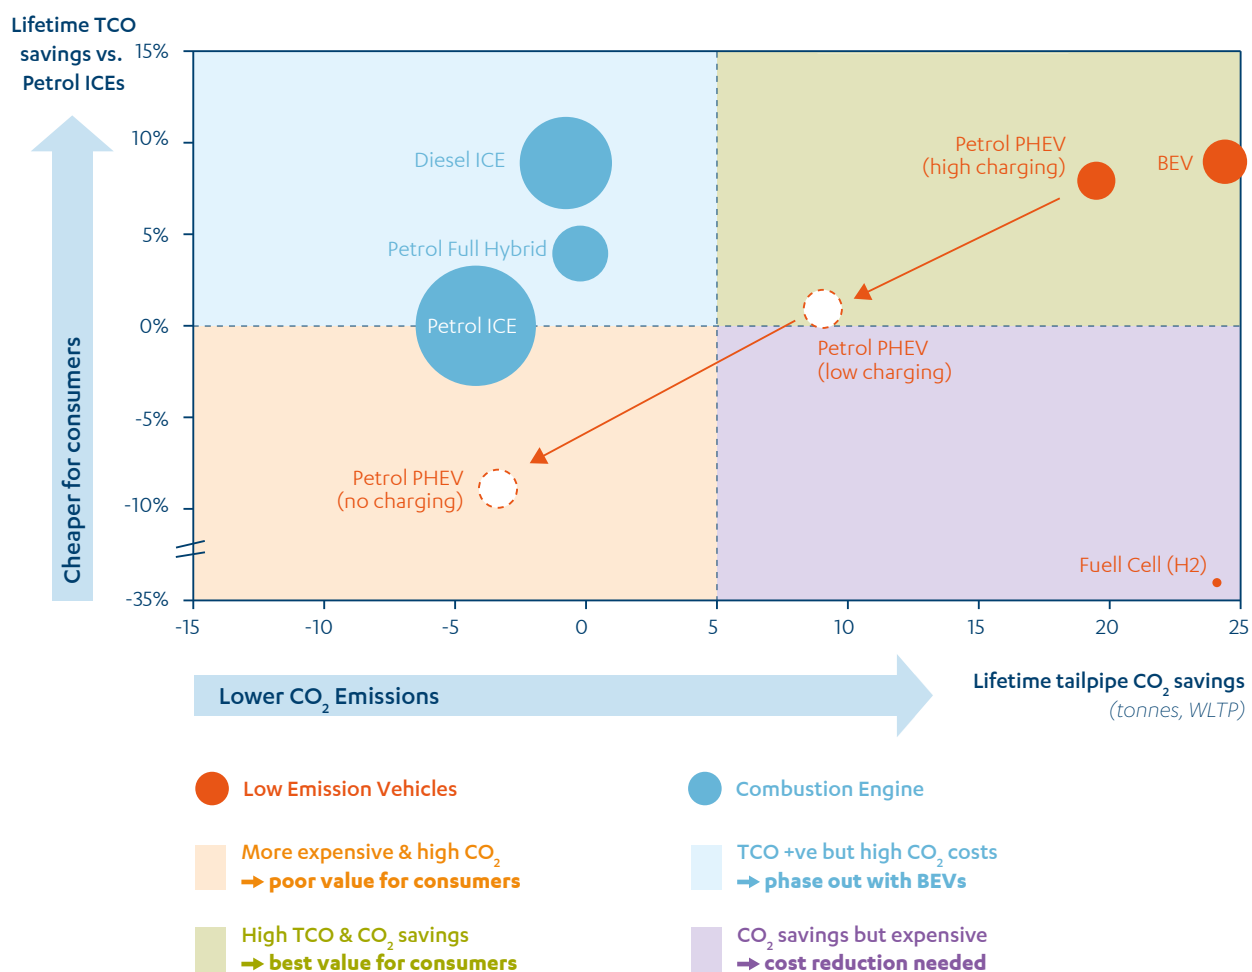 Lifetime TCO
savings vs.
Petrol ICEs
15%
10%
5%
0%
-5%
-10%
-35%
Cheaper for consumers
Diesel ICE
Petrol Full Hybrid
Petrol ICE
Petrol PHEV
(high charging)
BEV
Petrol PHEV
(low charging)
Petrol PHEV
(no charging)
Fuell Cell (H2)
-15
-10
-5
0
5
10
15
20
25
Lower CO₂ Emissions
Lifetime tailpipe CO₂ savings
(tonnes, WLTP)
Low Emission Vehicles
Combustion Engine
More expensive & high CO₂
➞ poor value for consumers
TCO +ve but high CO₂ costs
➞ phase out with BEVs
High TCO & CO₂ savings
➞ best value for consumers
CO₂ savings but expensive
➞ cost reduction needed